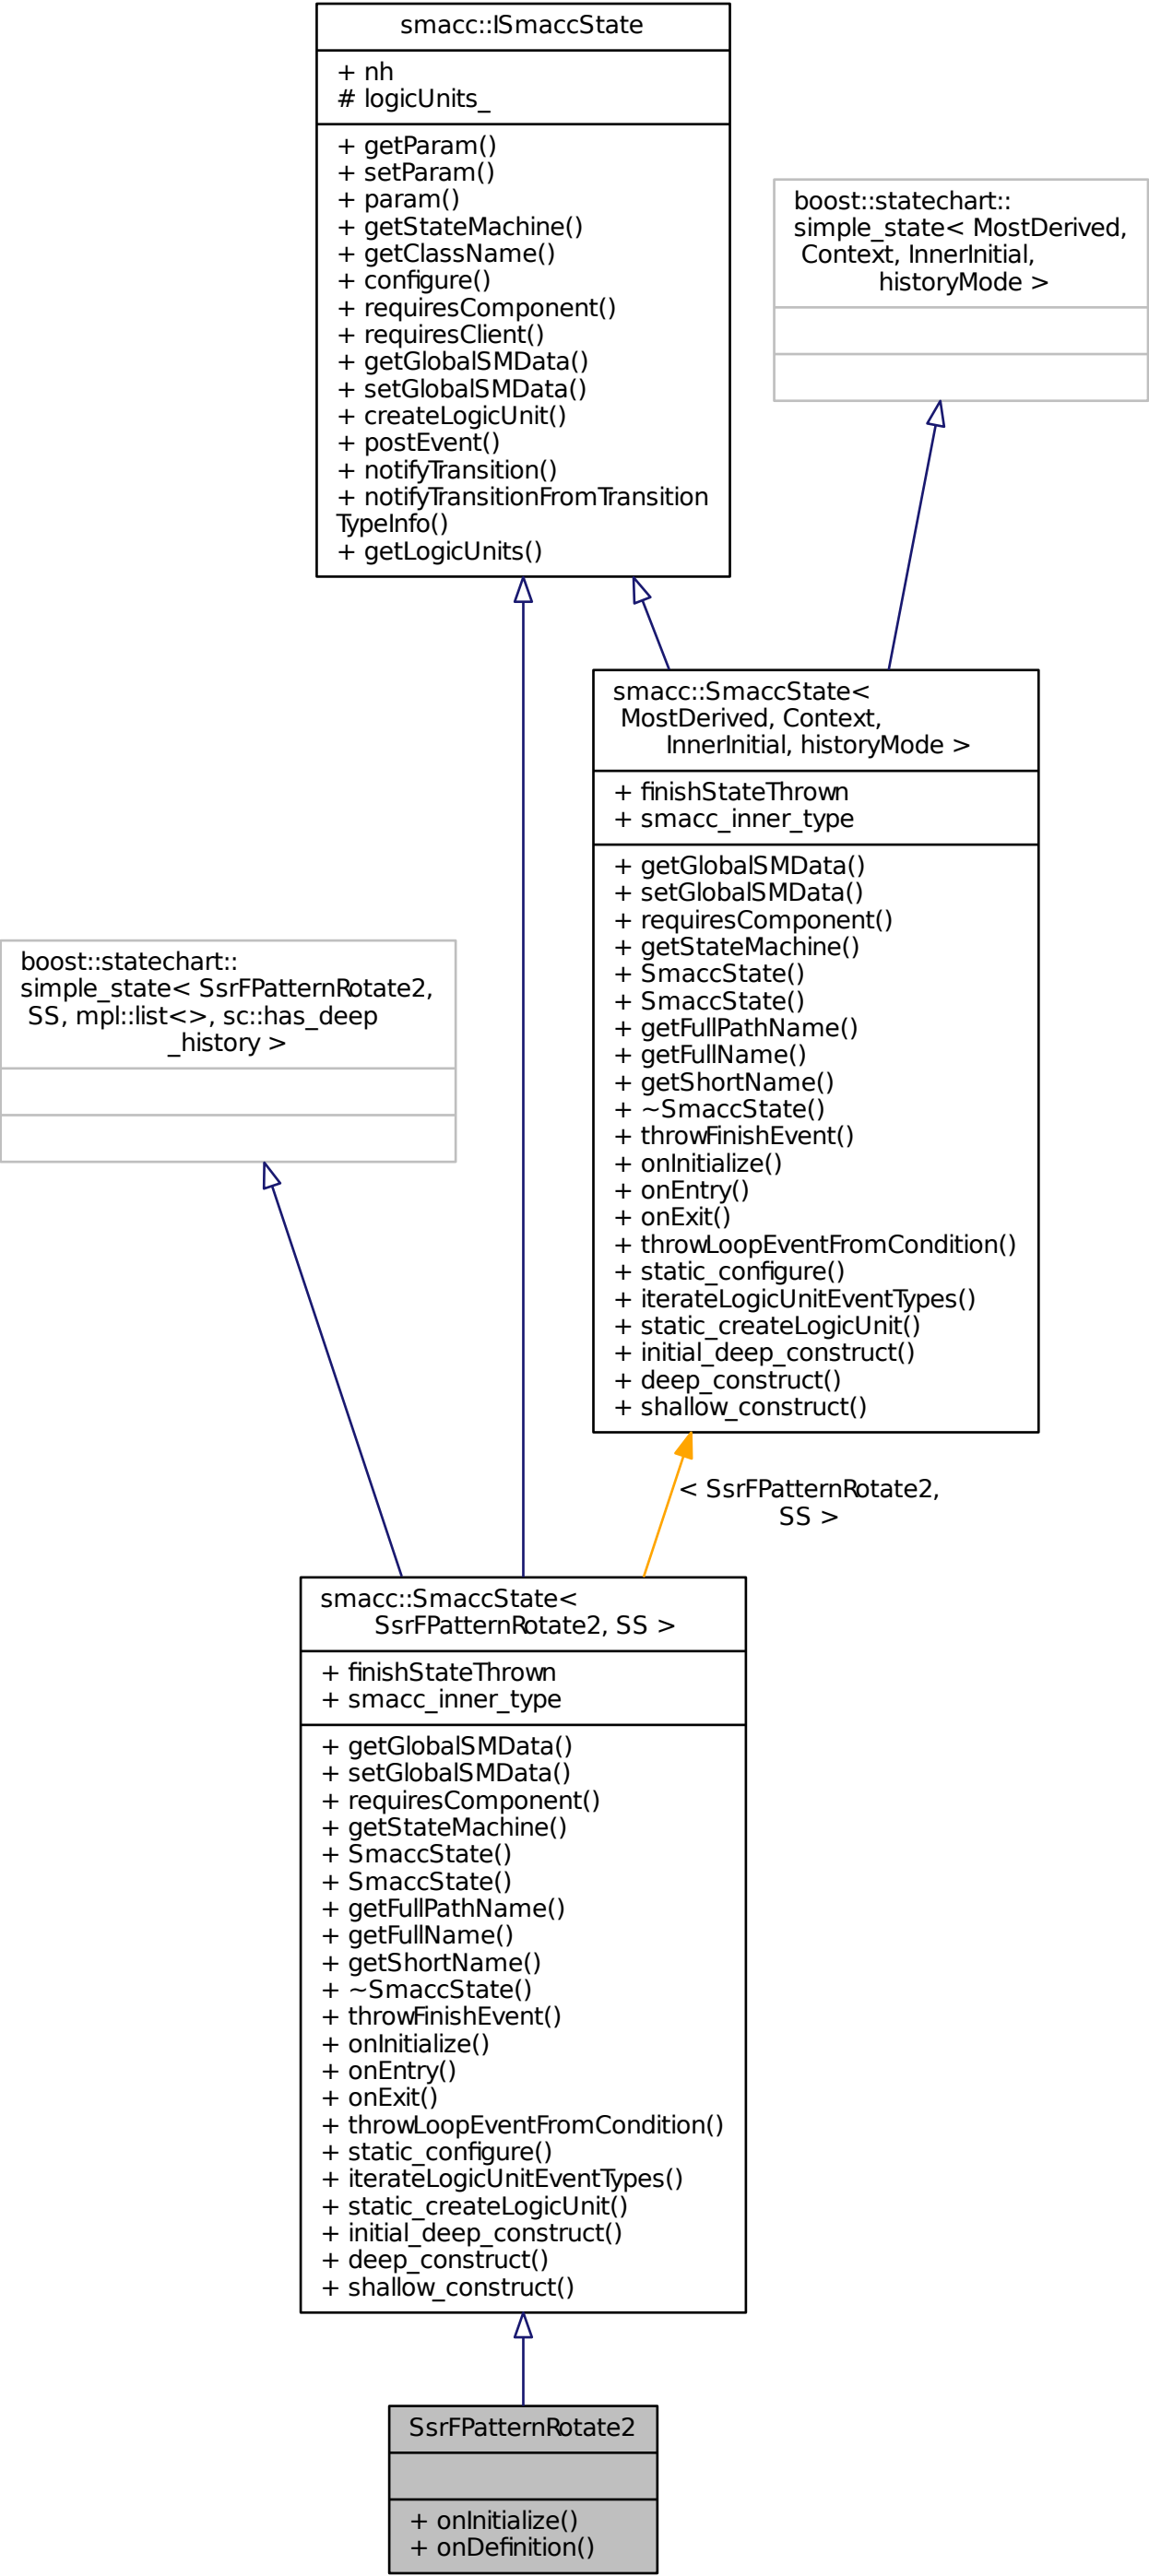 smacc::ISmaccState
+ nh
# logicUnits_
+ getParam()
+ setParam()
+ param()
+ getStateMachine()
+ getClassName()
+ configure()
+ requiresComponent()
+ requiresClient()
+ getGlobalSMData()
+ setGlobalSMData()
+ createLogicUnit()
+ postEvent()
+ notifyTransition()
+ notifyTransitionFromTransition
TypeInfo()
+ getLogicUnits()
boost::statechart::
simple_state< MostDerived,
Context, InnerInitial,
historyMode >
smacc::SmaccState<
MostDerived, Context,
InnerInitial, historyMode >
+ finishStateThrown
+ smacc_inner_type
+ getGlobalSMData()
+ setGlobalSMData()
+ requiresComponent()
+ getStateMachine()
+ SmaccState()
+ SmaccState()
+ getFullPathName()
+ getFullName()
+ getShortName()
+ ~SmaccState()
+ throwFinishEvent()
+ onInitialize()
+ onEntry()
+ onExit()
+ throwLoopEventFromCondition()
+ static_configure()
+ iterateLogicUnitEventTypes()
+ static_createLogicUnit()
+ initial_deep_construct()
+ deep_construct()
+ shallow_construct()
boost::statechart::
simple_state< SsrFPatternRotate2,
SS, mpl::list<>, sc::has_deep
_history >
< SsrFPatternRotate2,
SS >
smacc::SmaccState<
SsrFPatternRotate2, SS >
+ finishStateThrown
+ smacc_inner_type
+ getGlobalSMData()
+ setGlobalSMData()
+ requiresComponent()
+ getStateMachine()
+ SmaccState()
+ SmaccState()
+ getFullPathName()
+ getFullName()
+ getShortName()
+ ~SmaccState()
+ throwFinishEvent()
+ onInitialize()
+ onEntry()
+ onExit()
+ throwLoopEventFromCondition()
+ static_configure()
+ iterateLogicUnitEventTypes()
+ static_createLogicUnit()
+ initial_deep_construct()
+ deep_construct()
+ shallow_construct()
SsrFPatternRotate2
+ onInitialize()
+ onDefinition()